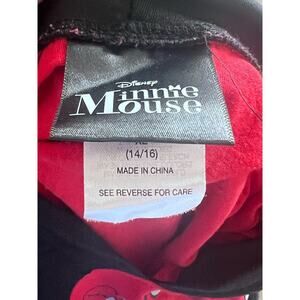 Disney
Minnie
Mouse
XL
(14/16)
MADE IN CHINA
SEE REVERSE FOR CARE